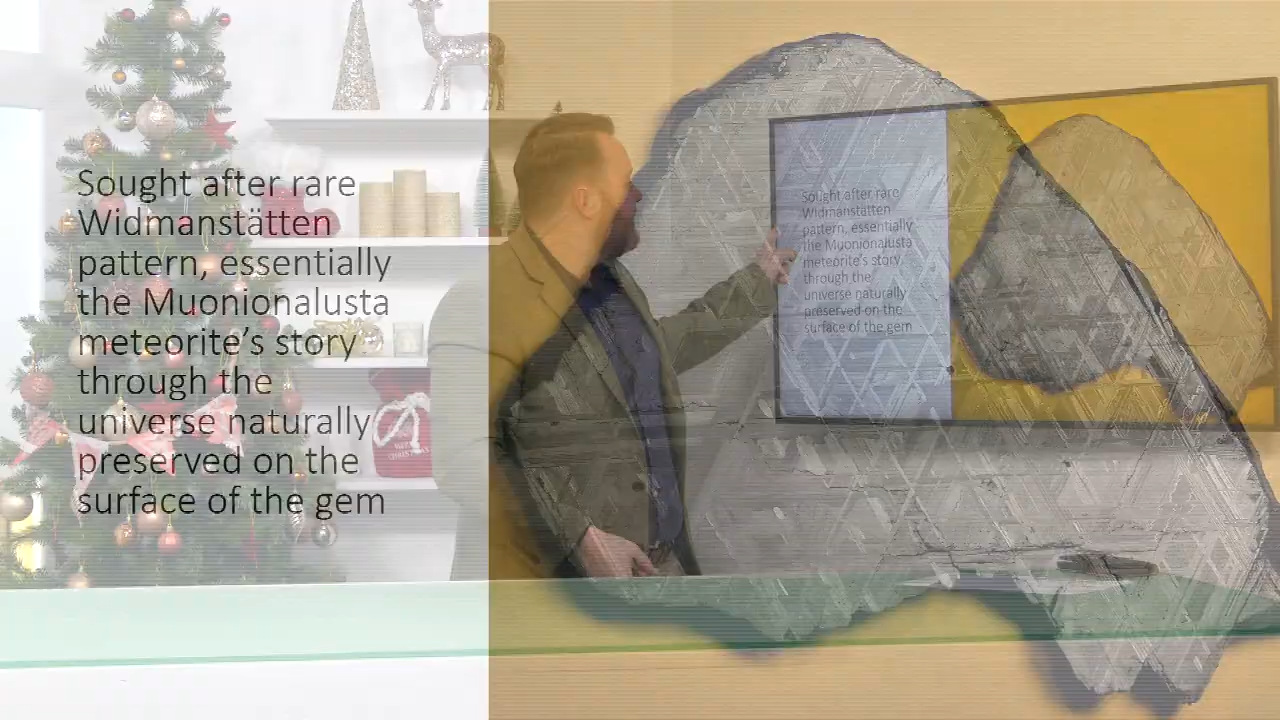 Sought after rare
Widmanstätten
pattern, essentially
the Muonionalusta
meteorite’s story
through the
universe naturally
preserved on the
surface of the gem
Sought after rare
Widmanstätten
pattern, essentially
the Muonionalusta
meteorite's story
through the
universe naturally
preserved on the
surface of the gem